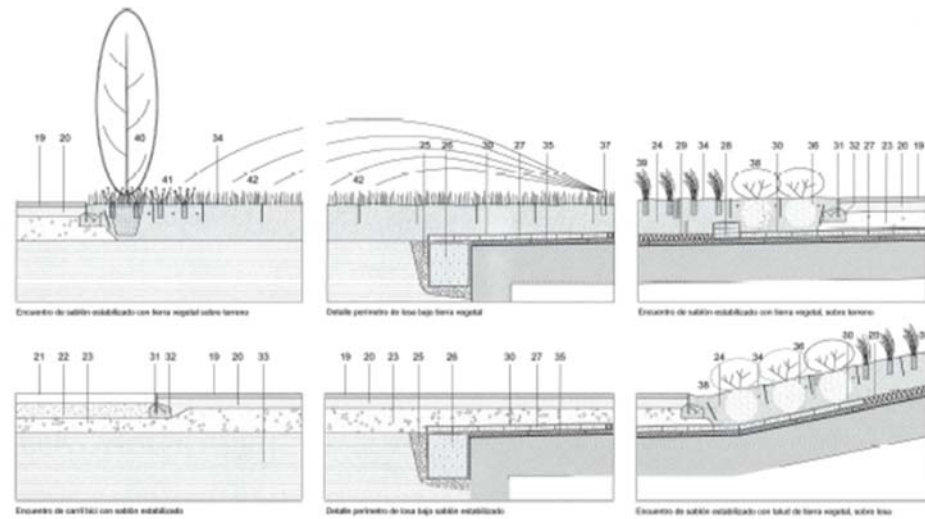 40
19 20 34
41 42
25 26 30 27 35 37
42
39 24 29 34 28 38 30 36 31 32 27 23 20 19
Encuentro de sablón estabilizado con tierra vegetal sobre terreno
Detalle perímetro de losa bajo tierra vegetal
Encuentro de sablón estabilizado con tierra vegetal, sobre terreno
21 22 23 31 32 19 20 33
19 20 23 25 26 30 27 35
38 24 34 36 30 29
Encuentro de carril bici con sablón estabilizado
Detalle perímetro de losa bajo sablón estabilizado
Encuentro de sablón estabilizado con talud de tierra vegetal, sobre losa